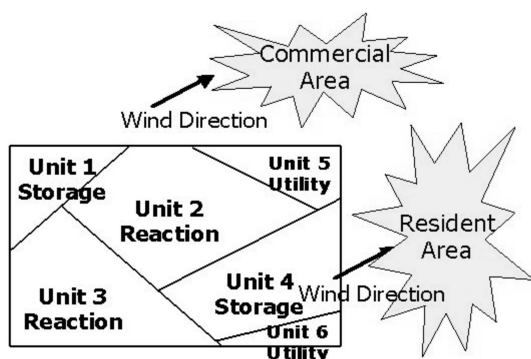 Commercial
Area
Wind Direction
Unit 1
Storage
Unit 5
Utility
Unit 2
Reaction
Resident
Area
Unit 3
Reaction
Unit 4
Storage
Wind Direction
Unit 6
Utility